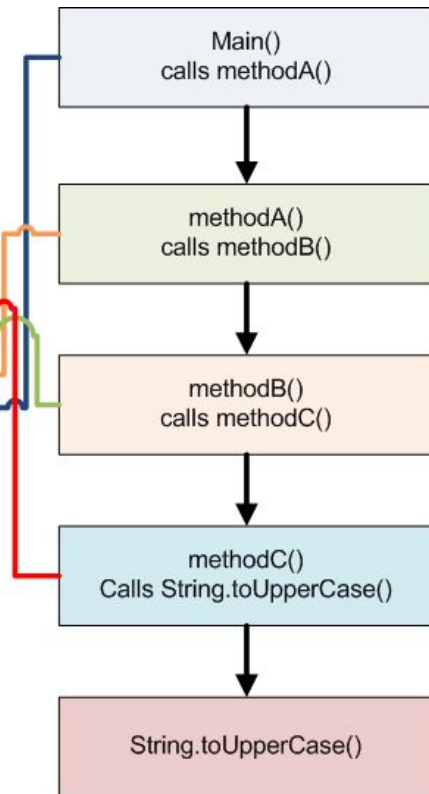 Main()
calls methodA()
methodA()
calls methodB()
methodB()
calls methodC()
methodC()
Calls String.toUpperCase()
String.toUpperCase()